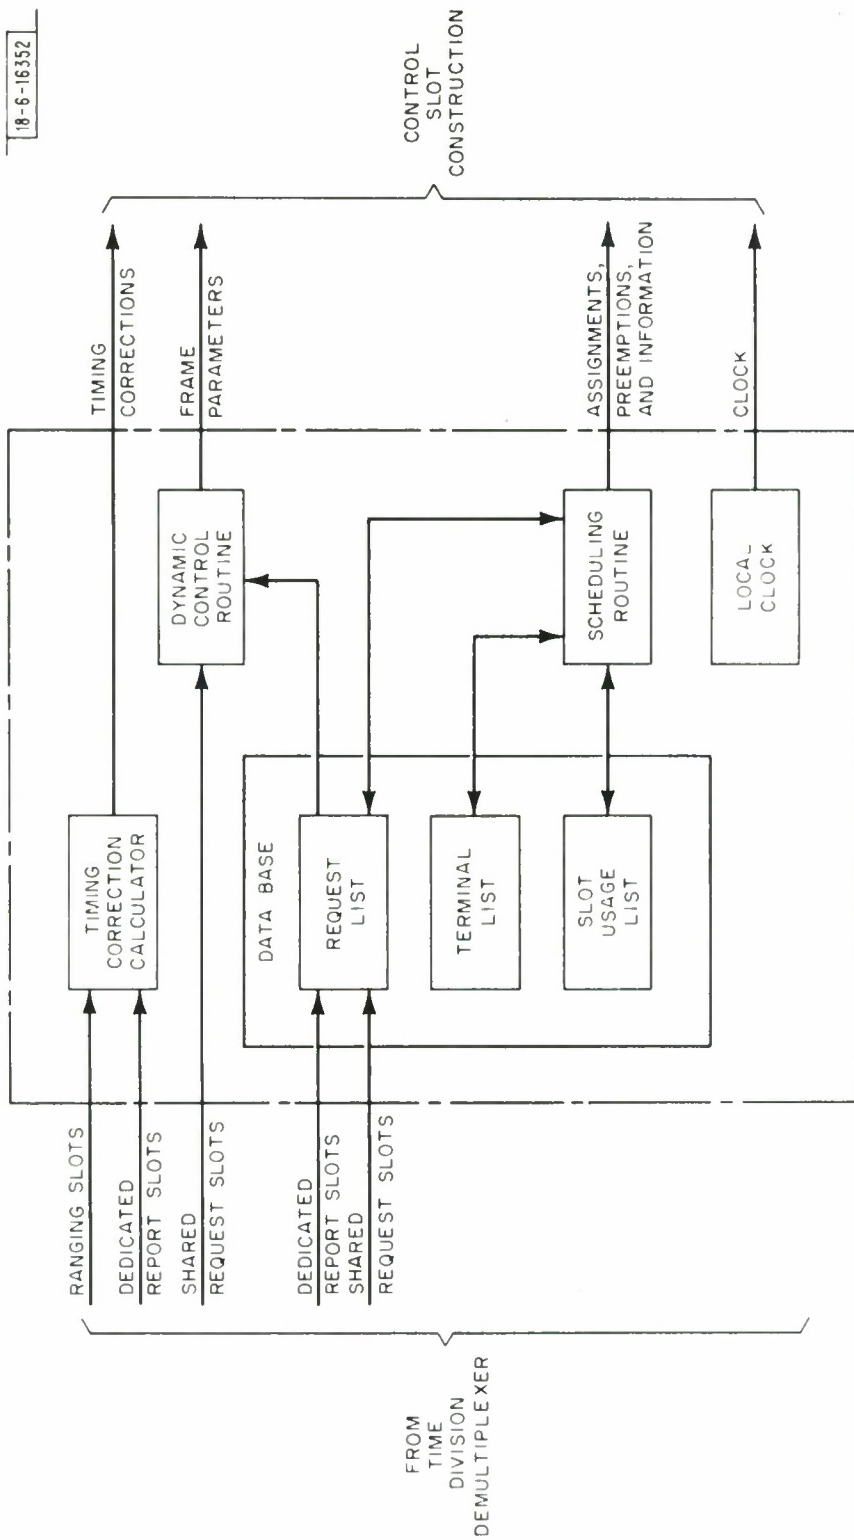 18-6-16352
FROM
TIME
DIVISION
DEMULTIPLEXER
RANGING SLOTS
DEDICATED
REPORT SLOTS
SHARED
REQUEST SLOTS
DEDICATED
REPORT SLOTS
SHARED
REQUEST SLOTS
TIMING
CORRECTION
CALCULATOR
DATA BASE
REQUEST
LIST
TERMINAL
LIST
SLOT
USAGE
LIST
DYNAMIC
CONTROL
ROUTINE
SCHEDULING
ROUTINE
LOCAL
CLOCK
TIMING
CORRECTIONS
FRAME
PARAMETERS
ASSIGNMENTS,
PREEMPTIONS,
AND INFORMATION
CLOCK
CONTROL
SLOT
CONSTRUCTION